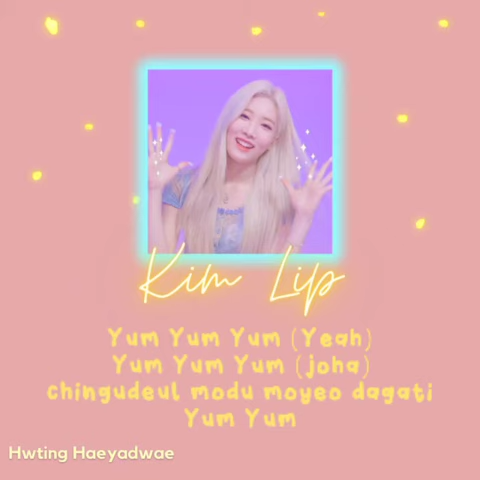 Kim Lip
Yum Yum Yum (Yeah)
Yum Yum Yum (joha)
chingudeul modu moyeo dagati
Yum Yum
Hwting Haeyadwae